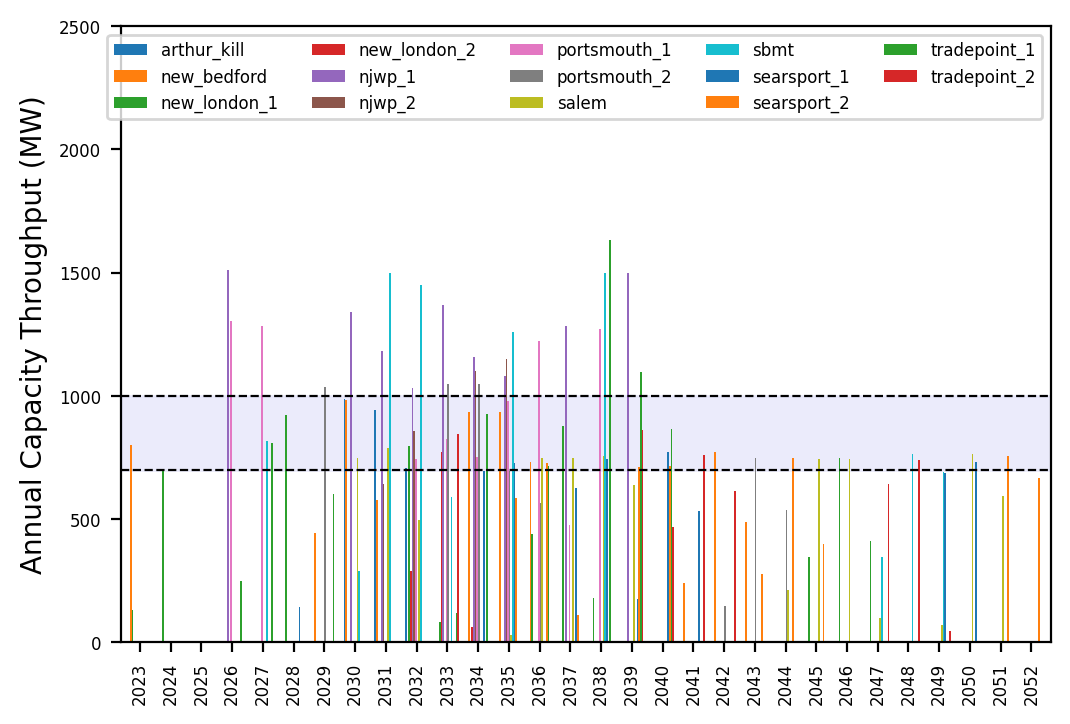 2500
2000
1500
1000
500
0
Annual Capacity Throughput (MW)
arthur_kill new_london_2 portsmouth_1 sbmt tradepoint_1
new_bedford njwp_1 portsmouth_2 searsport_1 tradepoint_2
new_london_1 njwp_2 salem searsport_2
2023 2024 2025 2026 2027 2028 2029 2030 2031 2032 2033 2034 2035 2036 2037 2038 2039 2040 2041 2042 2043 2044 2045 2046 2047 2048 2049 2050 2051 2052